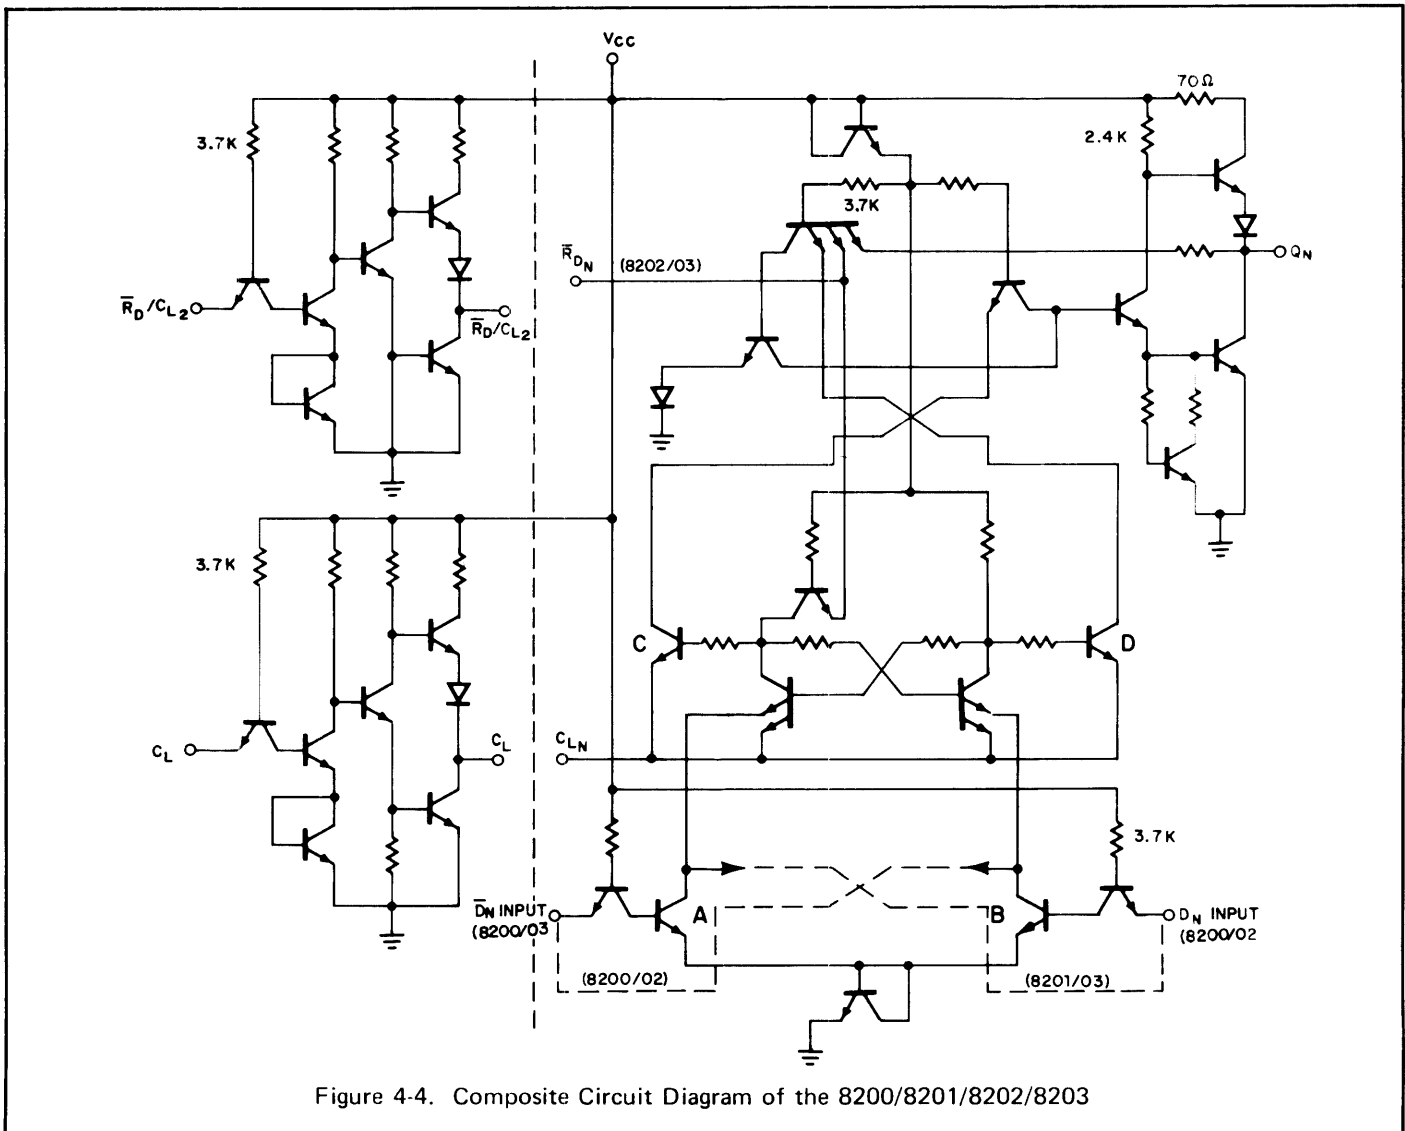 VCC
70Ω
3.7K
2.4K
3.7K
R̅DN (8202/03)
QN
R̅D/CL2
R̅D/CL2
3.7K
C
D
CL
CL
CLN
3.7K
D̅N INPUT
(8200/03
A
B
DN INPUT
(8200/02
(8200/02)
(8201/03)
Figure 4-4. Composite Circuit Diagram of the 8200/8201/8202/8203